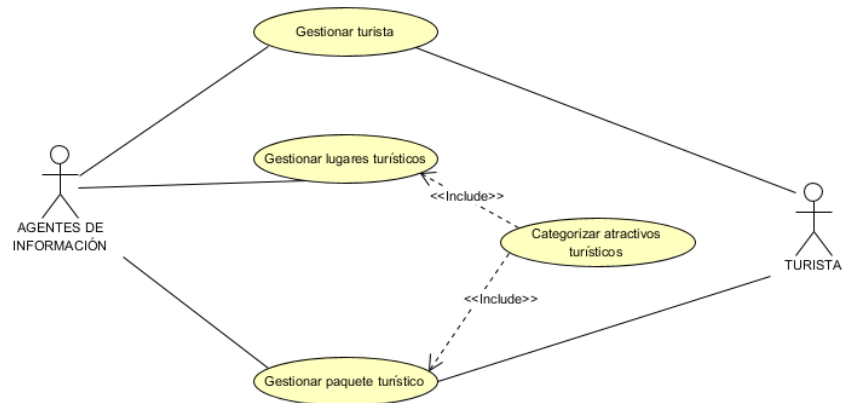 Gestionar turista
Gestionar lugares turísticos
<<Include>>
AGENTES DE
INFORMACIÓN
Categorizar atractivos
turísticos
TURISTA
<<Include>>
Gestionar paquete turístico